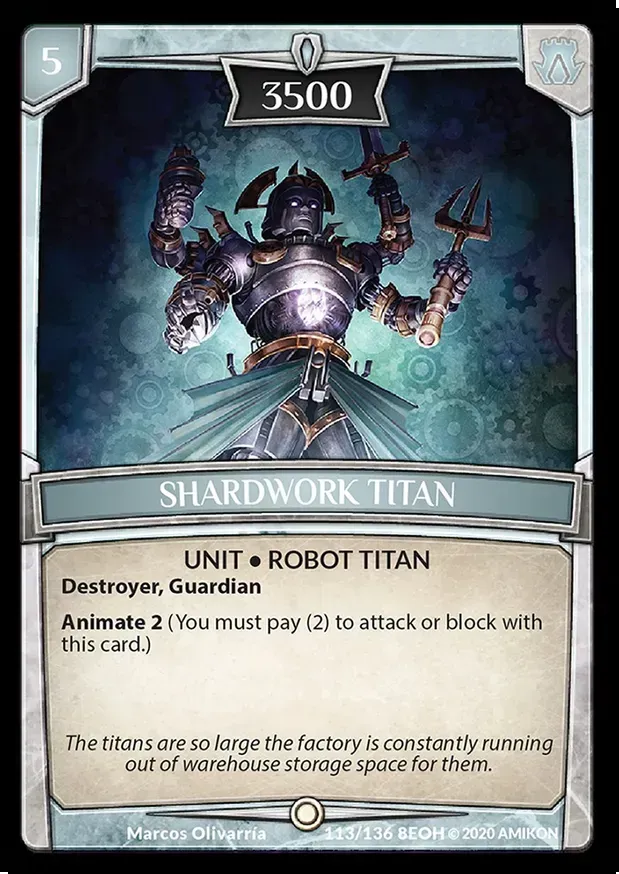 5
3500
SHARDWORK TITAN
UNIT • ROBOT TITAN
Destroyer, Guardian
Animate 2 (You must pay (2) to attack or block with
this card.)
The titans are so large the factory is constantly running
out of warehouse storage space for them.
Marcos Olivarría 113/136 8EOH © 2020 AMIKON